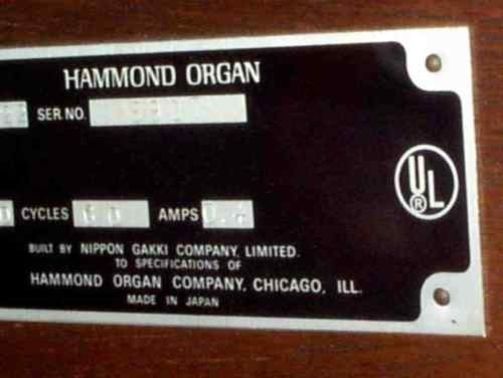 HAMMOND ORGAN
SER. NO.
UL
®
CYCLES 60 AMPS
BUILT BY NIPPON GAKKI COMPANY, LIMITED.
TO SPECIFICATIONS OF
HAMMOND ORGAN COMPANY, CHICAGO, ILL.
MADE IN JAPAN